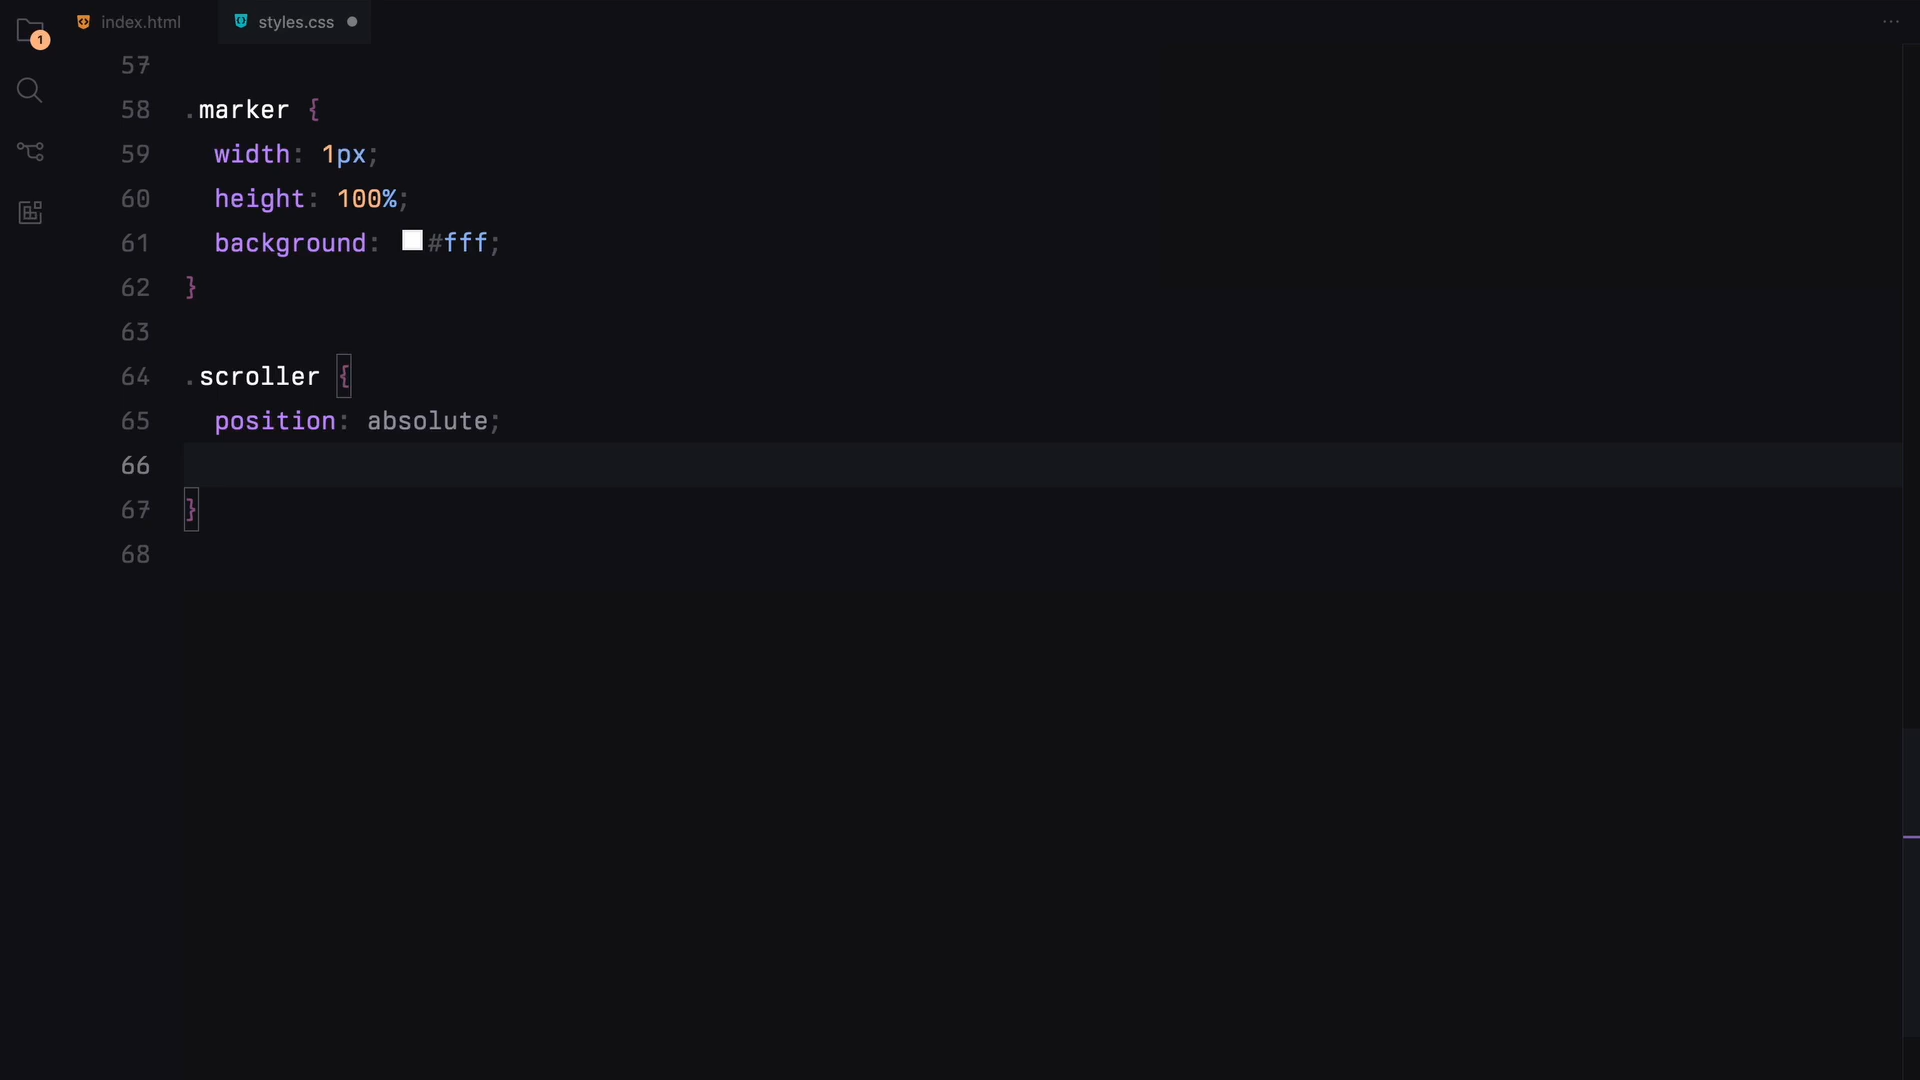 index.html
styles.css
...
1
57
58 .marker {
59 width: 1px;
60 height: 100%;
61 background: #fff;
62 }
63
64 .scroller {
65 position: absolute;
66
67 }
68